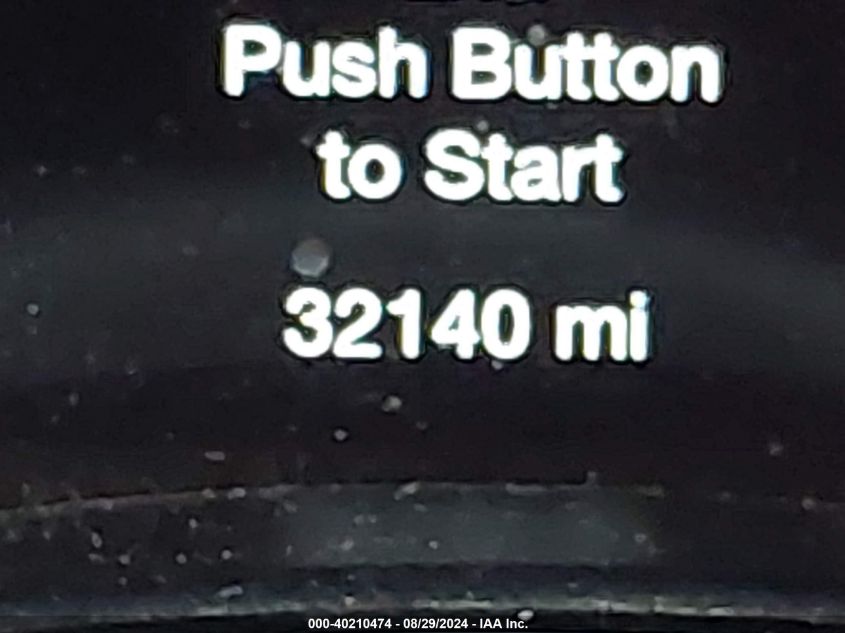 Push Button
to Start
32140 mi
000-40210474 - 08/29/2024 - IAA Inc.